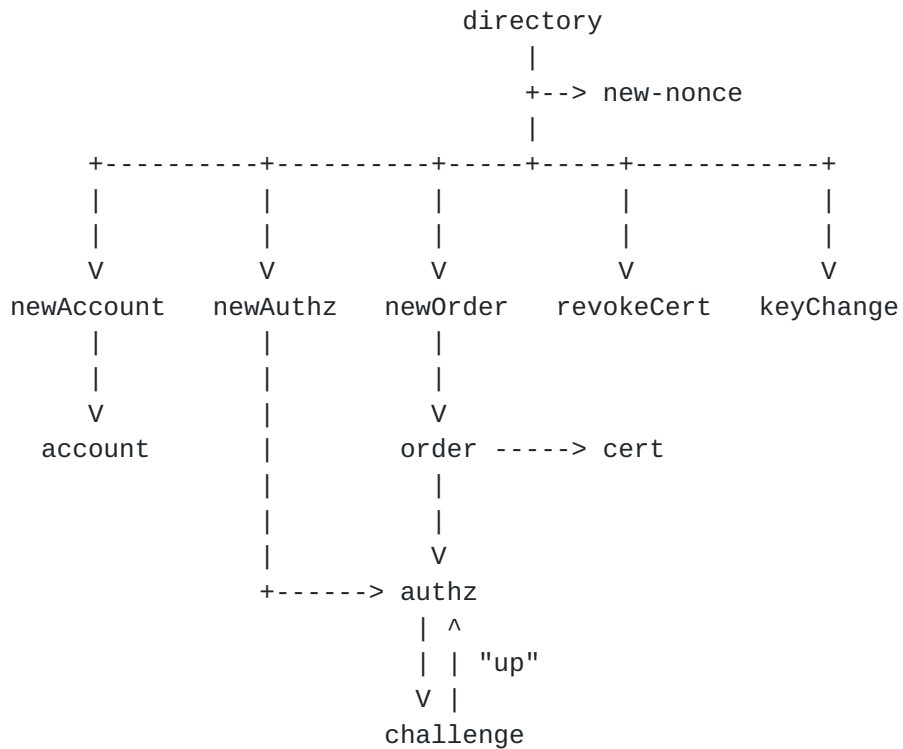 directory
new-nonce
newAccount newAuthz newOrder revokeCert keyChange
account order cert
authz
"up"
challenge